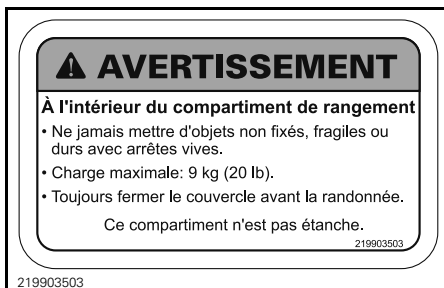 AVERTISSEMENT
À l'intérieur du compartiment de rangement
• Ne jamais mettre d'objets non fixés, fragiles ou
durs avec arrêtes vives.
• Charge maximale: 9 kg (20 lb).
• Toujours fermer le couvercle avant la randonnée.
Ce compartiment n'est pas étanche.
219903503
219903503